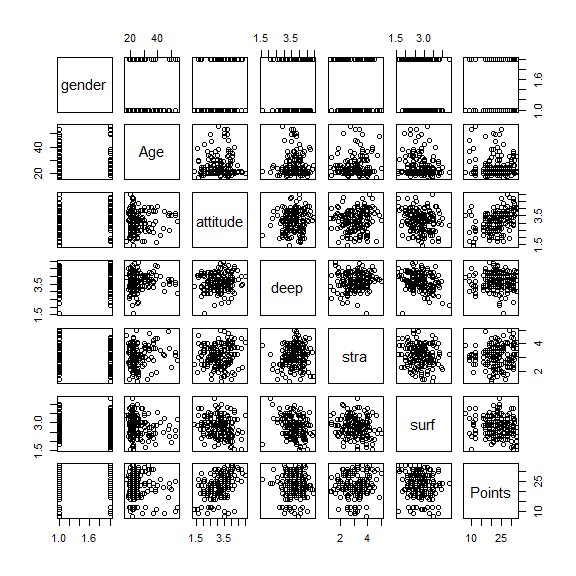 20 40 1.5 3.5 1.5 3.0
gender 1.0 1.6
20 40 Age
attitude 1.5 3.5
1.5 3.5 deep
stra 2 4
1.5 3.0 surf
Points 10 25
1.0 1.6 1.5 3.5 2 4 10 25